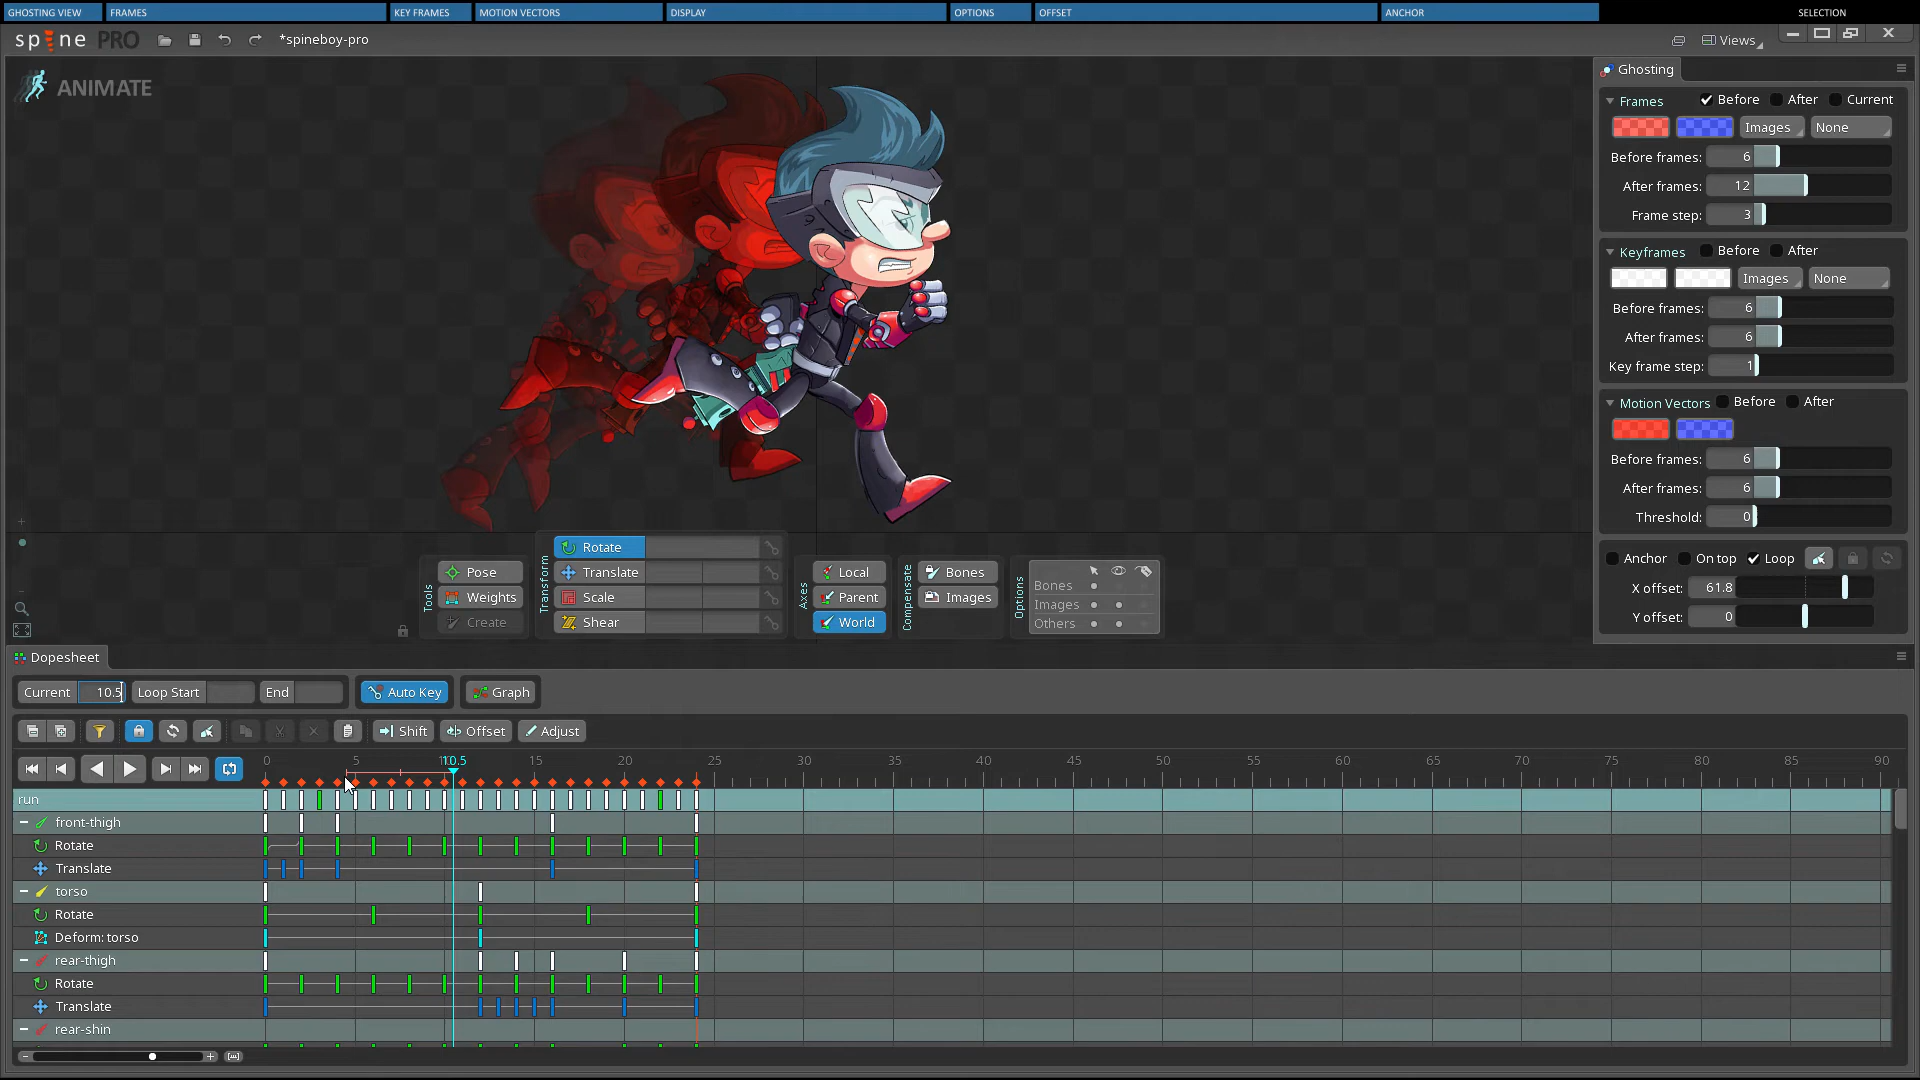 GHOSTING VIEW FRAMES KEY FRAMES MOTION VECTORS DISPLAY OPTIONS OFFSET ANCHOR SELECTION
spine PRO *spineboy-pro Views
ANIMATE
Ghosting
Frames Before After Current
Images None
Before frames: 6
After frames: 12
Frame step: 3
Keyframes Before After
Images None
Before frames: 6
After frames: 6
Key frame step: 1
Motion Vectors Before After
Before frames: 6
After frames: 6
Threshold: 0
Anchor On top Loop
X offset: 61.8
Y offset: 0
Tools
Pose
Weights
Create
Transform
Rotate
Translate
Scale
Shear
Axes
Local
Parent
World
Compensate
Bones
Images
Options
Bones
Images
Others
Dopesheet
Current 10.5 Loop Start End Auto Key Graph
Shift Offset Adjust
0 5 10.5 15 20 25 30 35 40 45 50 55 60 65 70 75 80 85 90
run
front-thigh
Rotate
Translate
torso
Rotate
Deform: torso
rear-thigh
Rotate
Translate
rear-shin